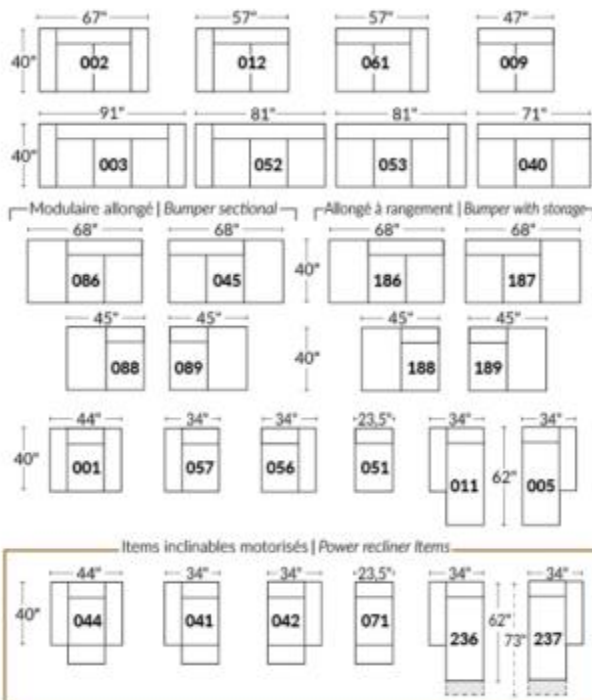 67" 57" 57" 47"
40" 002 012 061 009
91" 81" 81" 71"
40" 003 052 053 040
Modulaire allongé | Bumper sectional Allongé à rangement | Bumper with storage
68" 68" 68" 68"
086 045 40" 186 187
45" 45" 45" 45"
088 089 40" 188 189
44" 34" 34" 23,5" 34" 34"
40" 001 057 056 051 011 62" 005
Items inclinables motorisés | Power recliner Items
44" 34" 34" 23,5" 34" 34"
40" 044 041 042 071 236 62" 73" 237